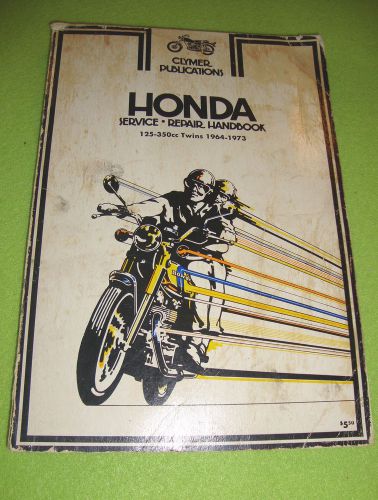 CLYMER
PUBLICATIONS
HONDA
SERVICE • REPAIR HANDBOOK
125-350cc Twins 1964-1973
$5.50